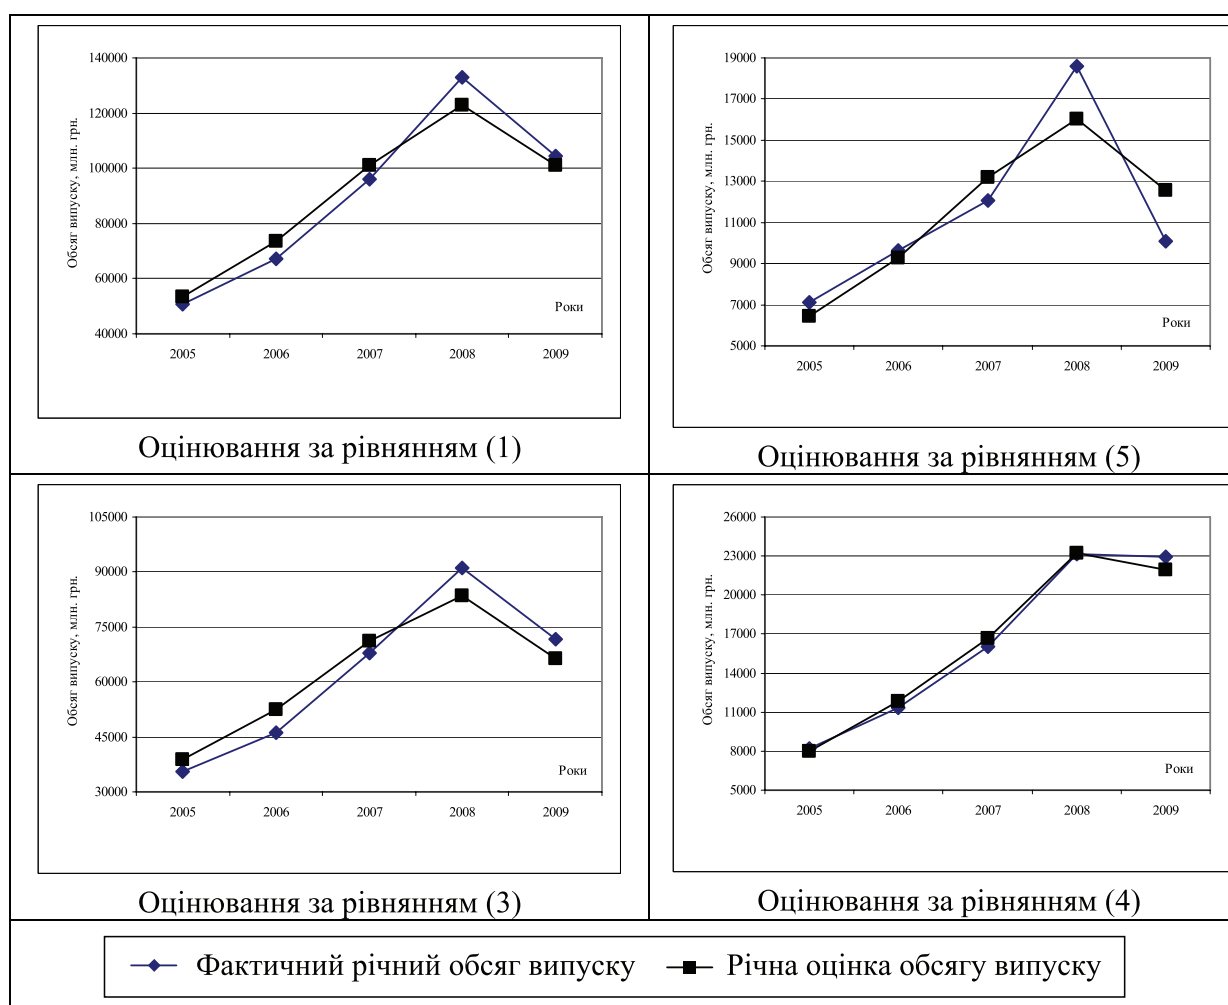 140000
120000
100000
80000
60000
40000
Обсяг випуску, млн. грн.
Роки
2005 2006 2007 2008 2009
Оцінювання за рівнянням (1)
19000
17000
15000
13000
11000
9000
7000
5000
Обсяг випуску, млн. грн.
Роки
2005 2006 2007 2008 2009
Оцінювання за рівнянням (5)
105000
90000
75000
60000
45000
30000
Обсяг випуску, млн. грн.
Роки
2005 2006 2007 2008 2009
Оцінювання за рівнянням (3)
26000
23000
20000
17000
14000
11000
8000
5000
Обсяг випуску, млн. грн.
Роки
2005 2006 2007 2008 2009
Оцінювання за рівнянням (4)
Фактичний річний обсяг випуску Річна оцінка обсягу випуску